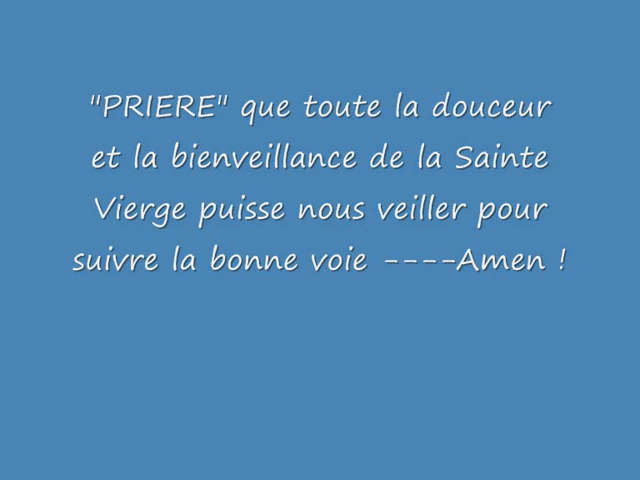 "PRIERE" que toute la douceur
et la bienveillance de la Sainte
Vierge puisse nous veiller pour
suivre la bonne voie ----Amen !